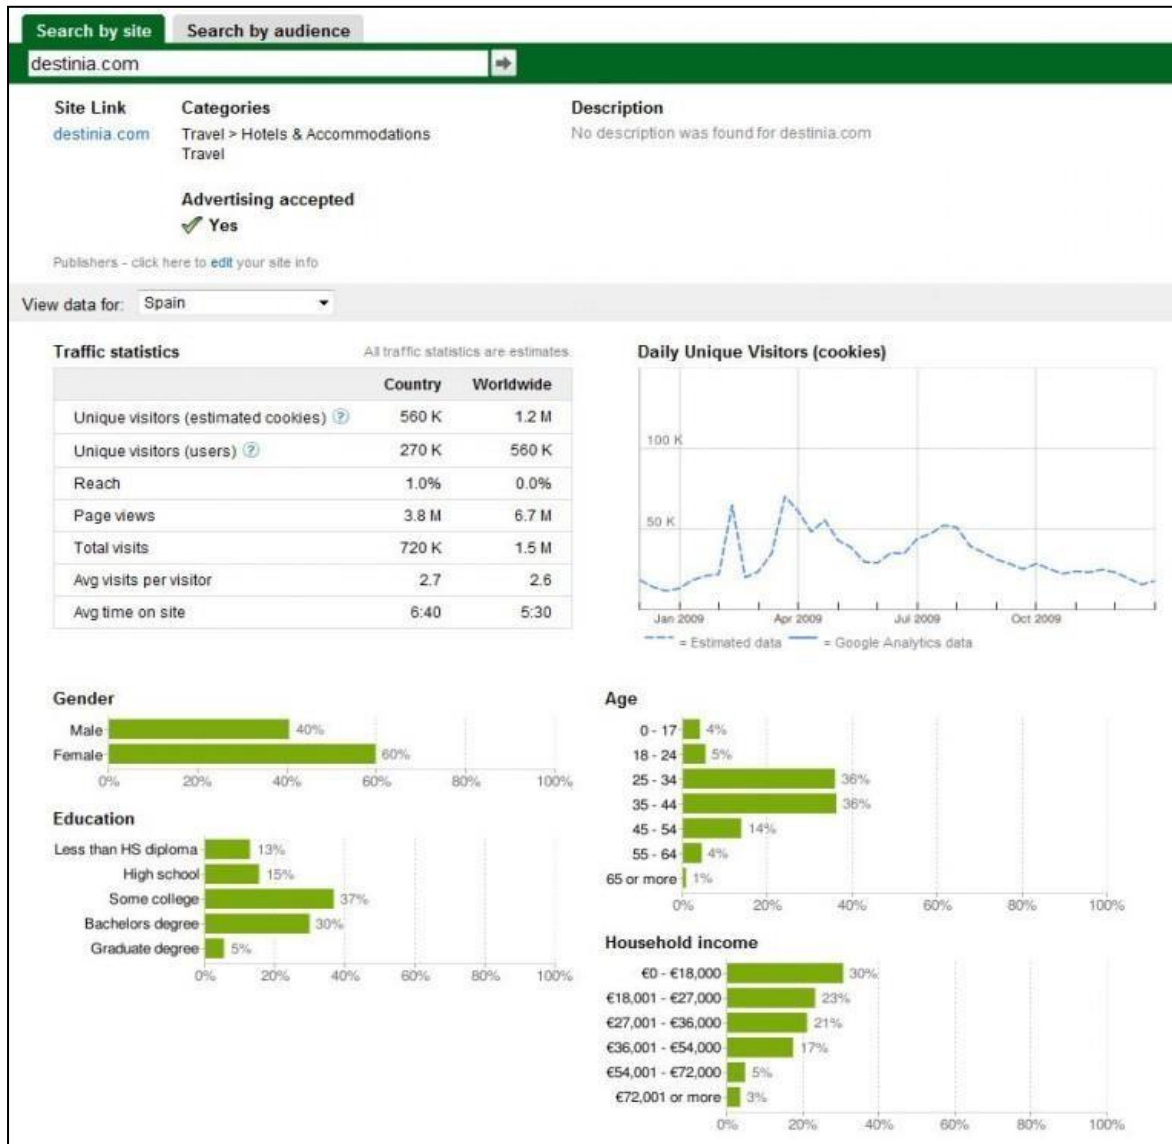 Search by site Search by audience
destinia.com
Site Link Categories Description
destinia.com Travel > Hotels & Accommodations No description was found for destinia.com
Travel
Advertising accepted
Yes
Publishers - click here to edit your site info
View data for: Spain
Traffic statistics All traffic statistics are estimates.
Country Worldwide
Unique visitors (estimated cookies) ? 560 K 1.2 M
Unique visitors (users) ? 270 K 560 K
Reach 1.0% 0.0%
Page views 3.8 M 6.7 M
Total visits 720 K 1.5 M
Avg visits per visitor 2.7 2.6
Avg time on site 6:40 5:30
Daily Unique Visitors (cookies)
100 K
50 K
Jan 2009 Apr 2009 Jul 2009 Oct 2009
= Estimated data = Google Analytics data
Gender
Male 40%
Female 60%
0% 20% 40% 60% 80% 100%
Education
Less than HS diploma 13%
High school 15%
Some college 37%
Bachelors degree 30%
Graduate degree 5%
0% 20% 40% 60% 80% 100%
Age
0 - 17 4%
18 - 24 5%
25 - 34 36%
35 - 44 36%
45 - 54 14%
55 - 64 4%
65 or more 1%
0% 20% 40% 60% 80% 100%
Household income
€0 - €18,000 30%
€18,001 - €27,000 23%
€27,001 - €36,000 21%
€36,001 - €54,000 17%
€54,001 - €72,000 5%
€72,001 or more 3%
0% 20% 40% 60% 80% 100%